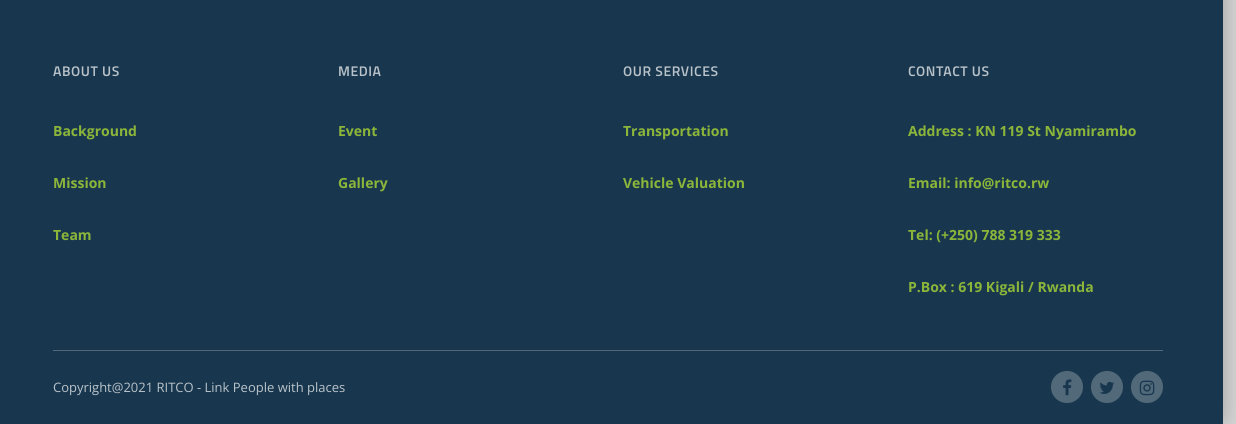 ABOUT US
Background
Mission
Team
MEDIA
Event
Gallery
OUR SERVICES
Transportation
Vehicle Valuation
CONTACT US
Address : KN 119 St Nyamirambo
Email: info@ritco.rw
Tel: (+250) 788 319 333
P.Box : 619 Kigali / Rwanda
Copyright@2021 RITCO - Link People with places